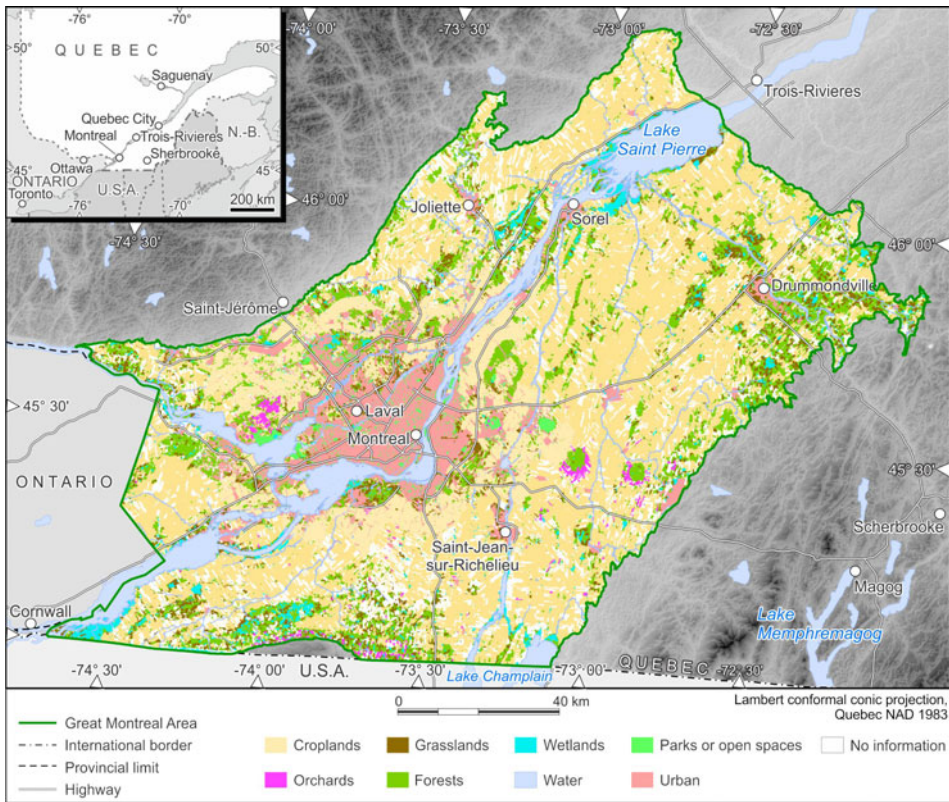 -76°
-70°
50°
50°
QUEBEC
Saguenay
Quebec City
Montreal
Trois-Rivieres
N.-B.
Sherbrooke
Ottawa
45°
45°
ONTARIO
U.S.A.
Toronto
-76°
-70°
200 km
-74° 00'
-73° 30'
-73° 00'
-72° 30'
Trois-Rivieres
Lake
Saint Pierre
46° 00'
-74° 30'
Joliette
Sorel
46° 00'
Saint-Jérôme
Drummondville
45° 30'
Laval
Montreal
45° 30'
ONTARIO
Scherbrooke
Saint-Jean-
sur-Richelieu
Magog
Cornwall
Lake
Memphremagog
U.S.A.
QUEBEC
Lake Champlain
-74° 30'
-74° 00'
-73° 30'
-73° 00'
-72° 30'
0
40 km
Lambert conformal conic projection,
Quebec NAD 1983
Great Montreal Area
International border
Provincial limit
Highway
Croplands
Grasslands
Wetlands
Parks or open spaces
No information
Orchards
Forests
Water
Urban